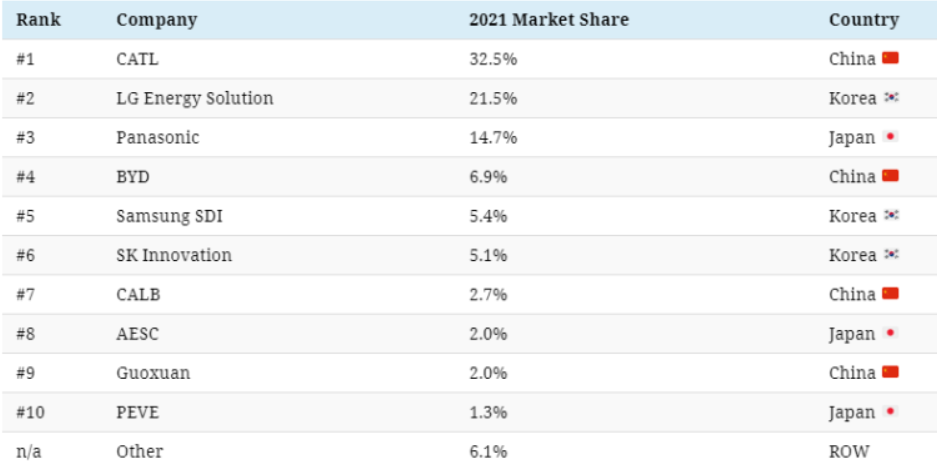 Rank Company 2021 Market Share Country
#1 CATL 32.5% China
#2 LG Energy Solution 21.5% Korea
#3 Panasonic 14.7% Japan
#4 BYD 6.9% China
#5 Samsung SDI 5.4% Korea
#6 SK Innovation 5.1% Korea
#7 CALB 2.7% China
#8 AESC 2.0% Japan
#9 Guoxuan 2.0% China
#10 PEVE 1.3% Japan
n/a Other 6.1% ROW